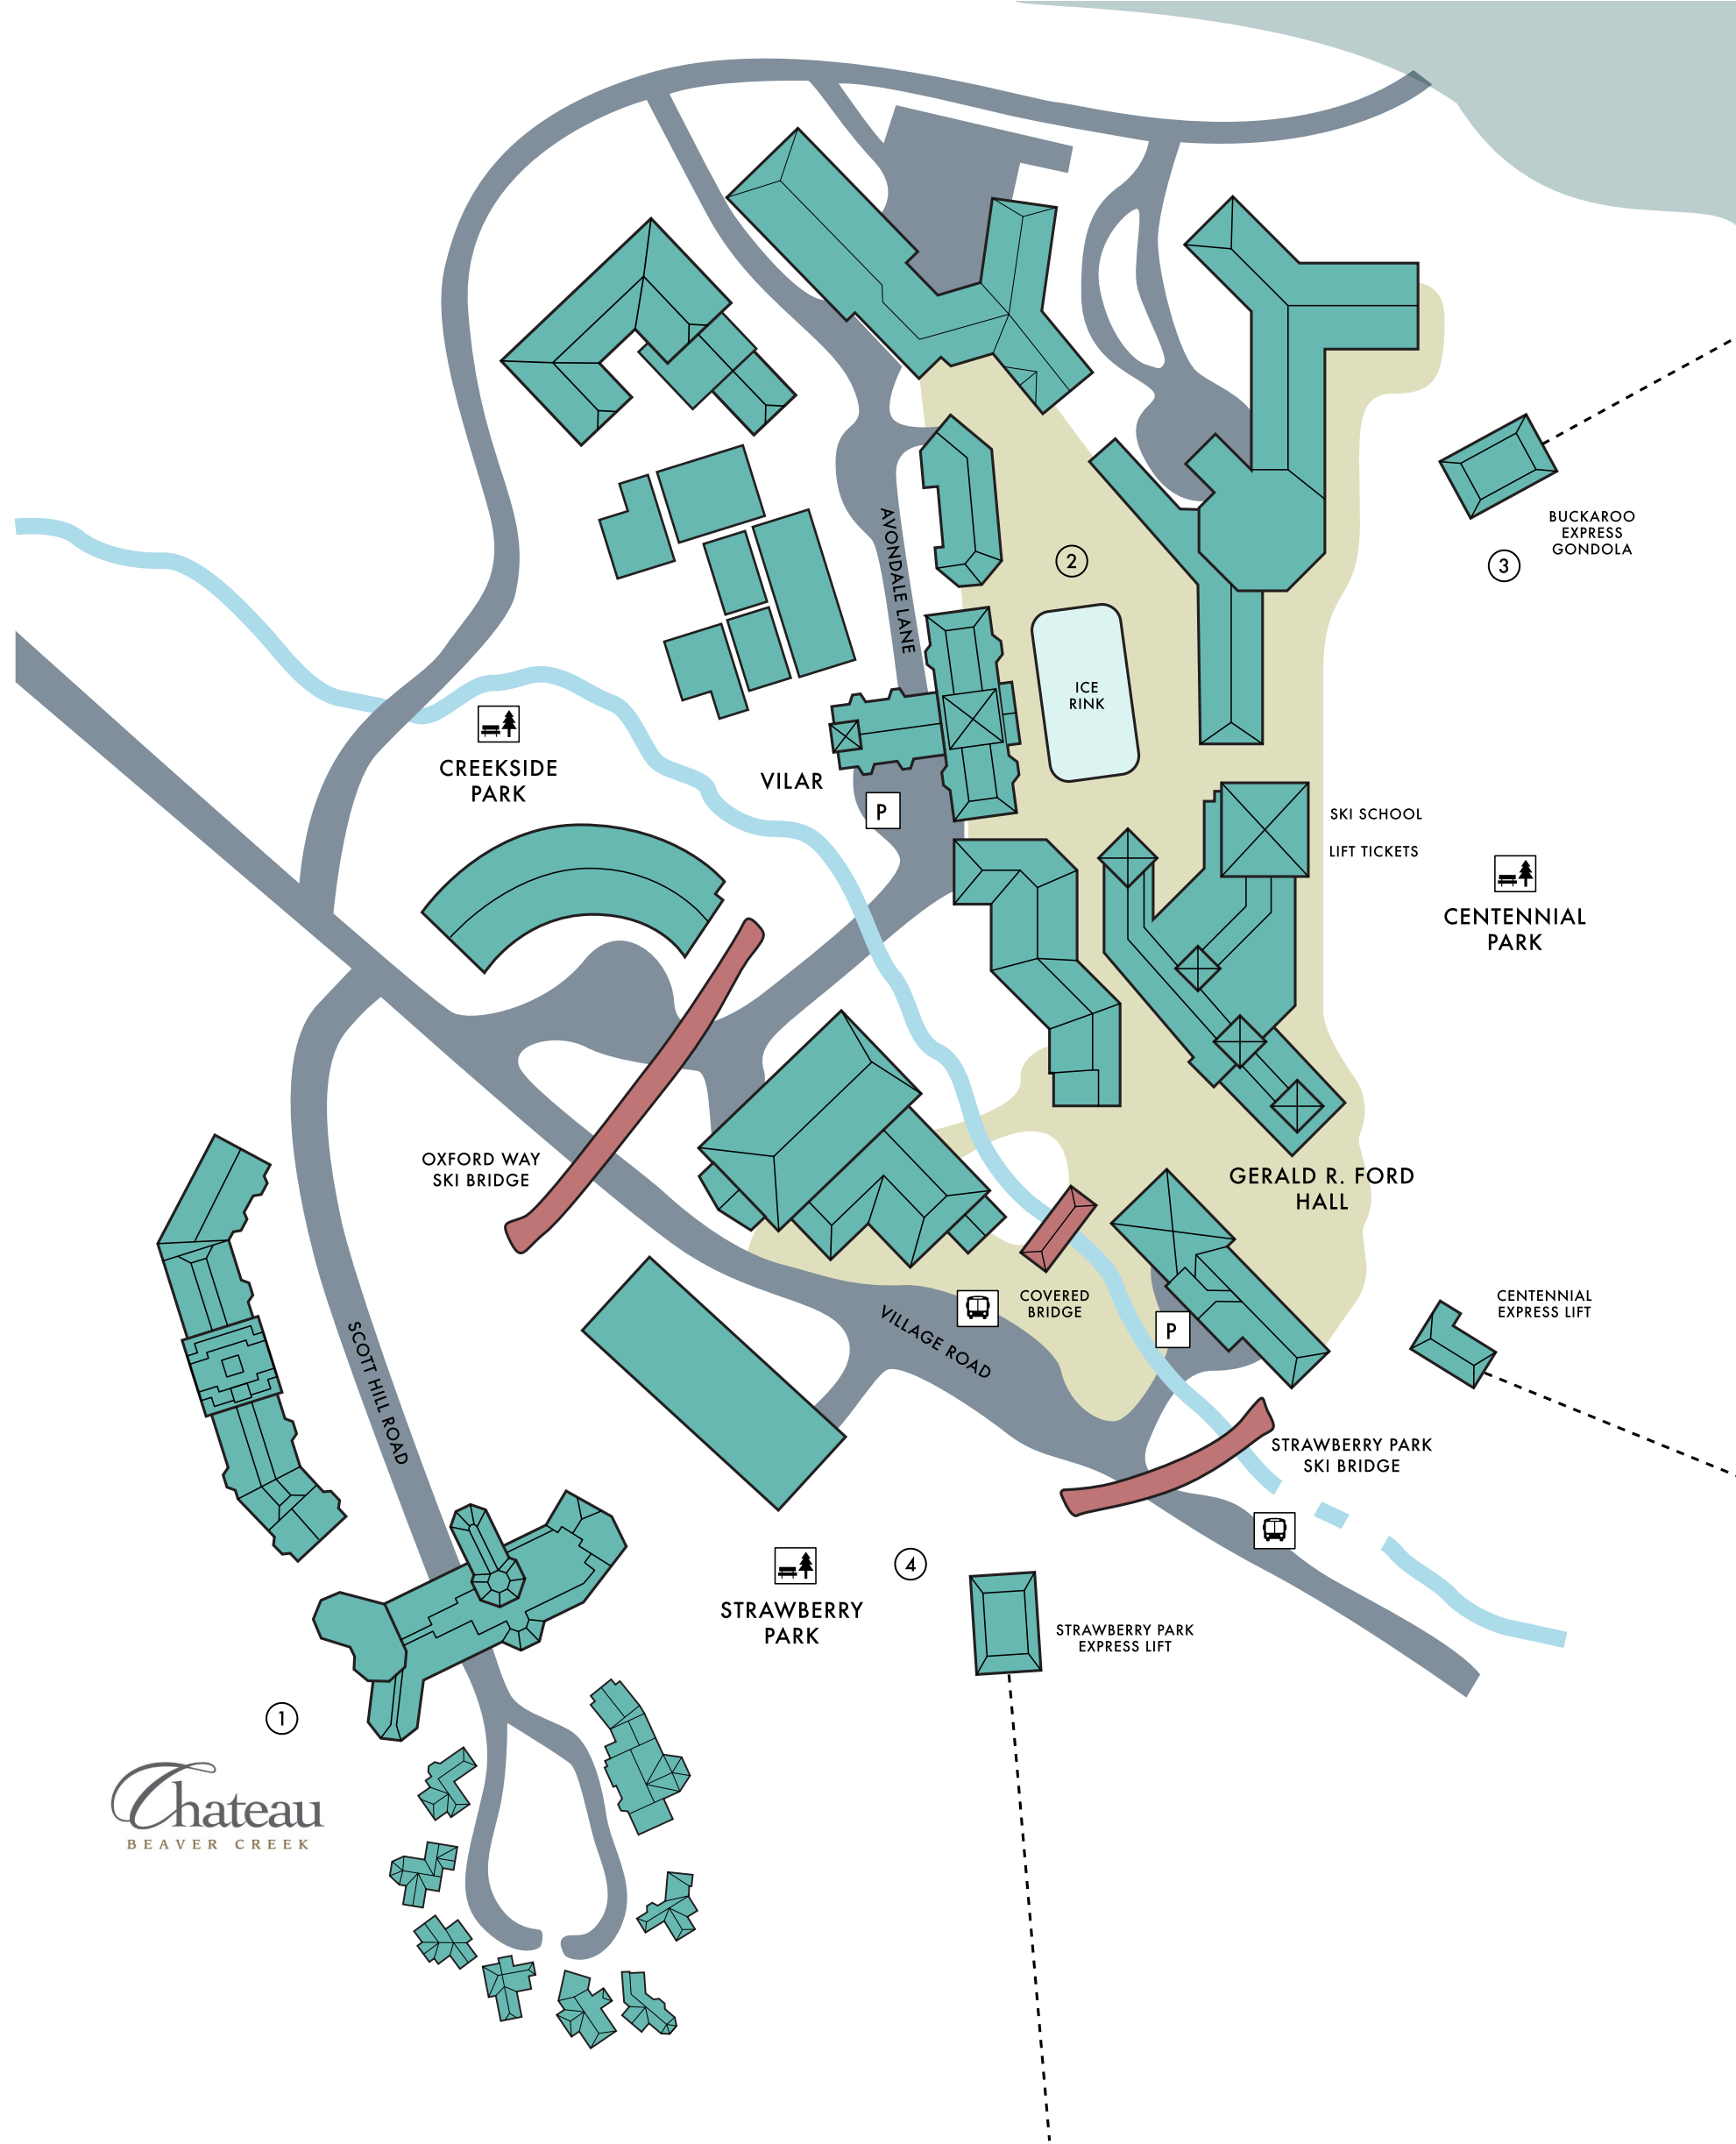 BUCKAROO
EXPRESS
GONDOLA
3
2
AVONDALE LANE
ICE
RINK
CREEKSIDE
PARK
VILAR
P
SKI SCHOOL
LIFT TICKETS
CENTENNIAL
PARK
OXFORD WAY
SKI BRIDGE
GERALD R. FORD
HALL
COVERED
BRIDGE
P
CENTENNIAL
EXPRESS LIFT
VILLAGE ROAD
SCOTT HILL ROAD
STRAWBERRY PARK
SKI BRIDGE
4
STRAWBERRY
PARK
STRAWBERRY PARK
EXPRESS LIFT
1
Chateau
BEAVER CREEK